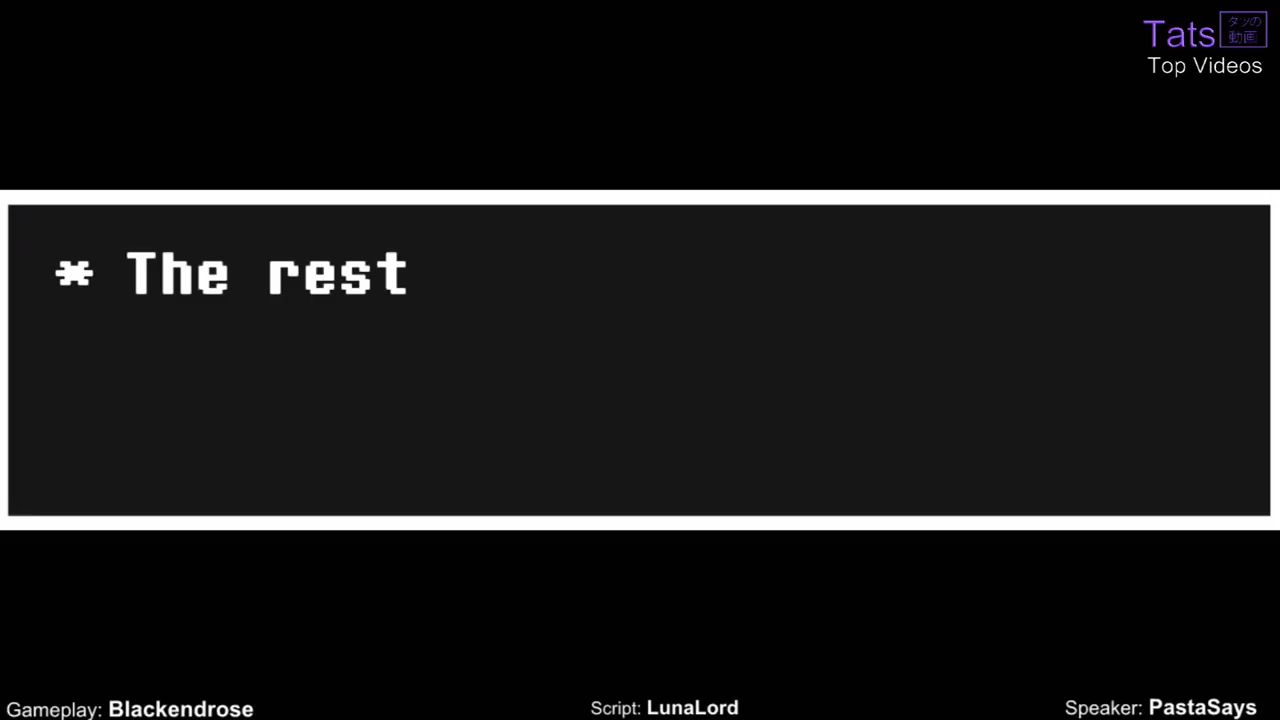 Tats
タツの
動画
Top Videos
* The rest
Gameplay: Blackendrose
Script: LunaLord
Speaker: PastaSays